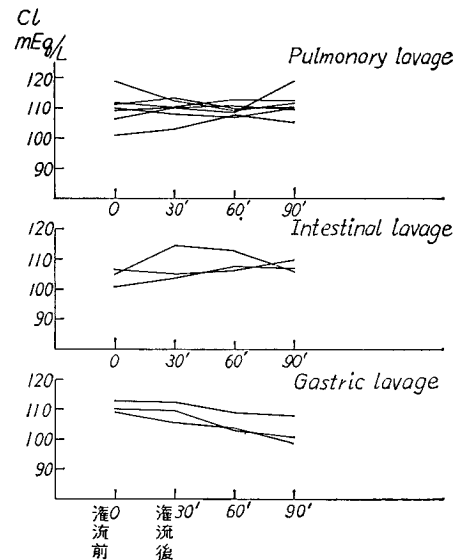 Cl
mEq/L
Pulmonary lavage
120
110
100
90
0 30' 60' 90'
Intestinal lavage
120
110
100
90
0 30' 60' 90'
Gastric lavage
120
110
100
90
0 30' 60' 90'
灌流前
灌流後